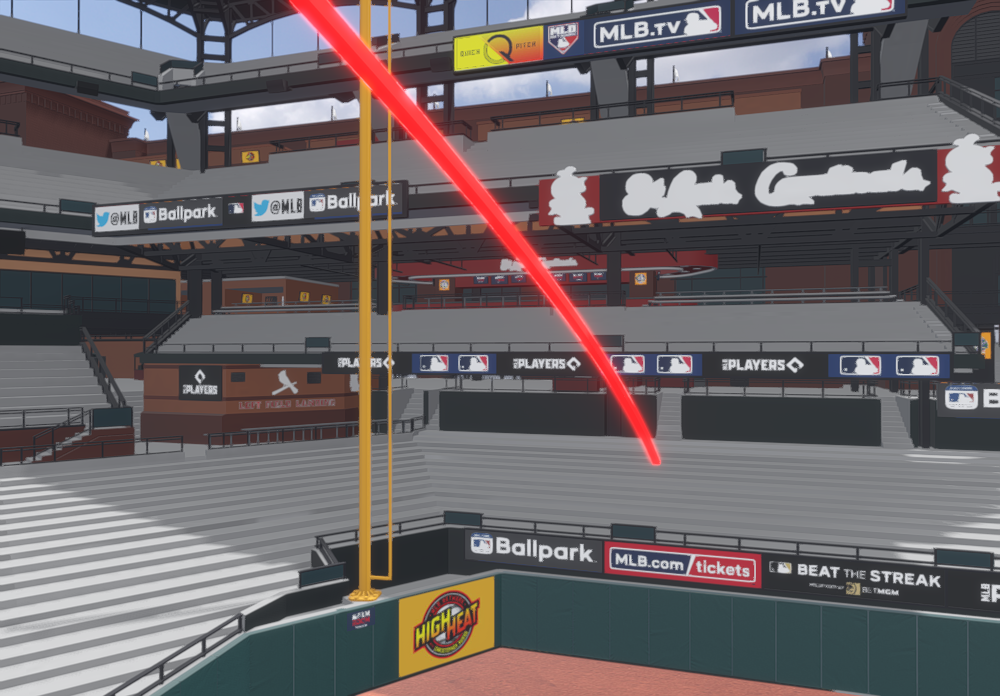 QUICK PITCH
MLB
MLB.TV
MLB.TV
St. Louis Cardinals
@MLB
Ballpark
@MLB
Ballpark
PLAYERS
PLAYERS
PLAYERS
PLAYERS
B
Ballpark
MLB.com/tickets
BEAT THE STREAK
BETMGM
MLB
HIGH HEAT